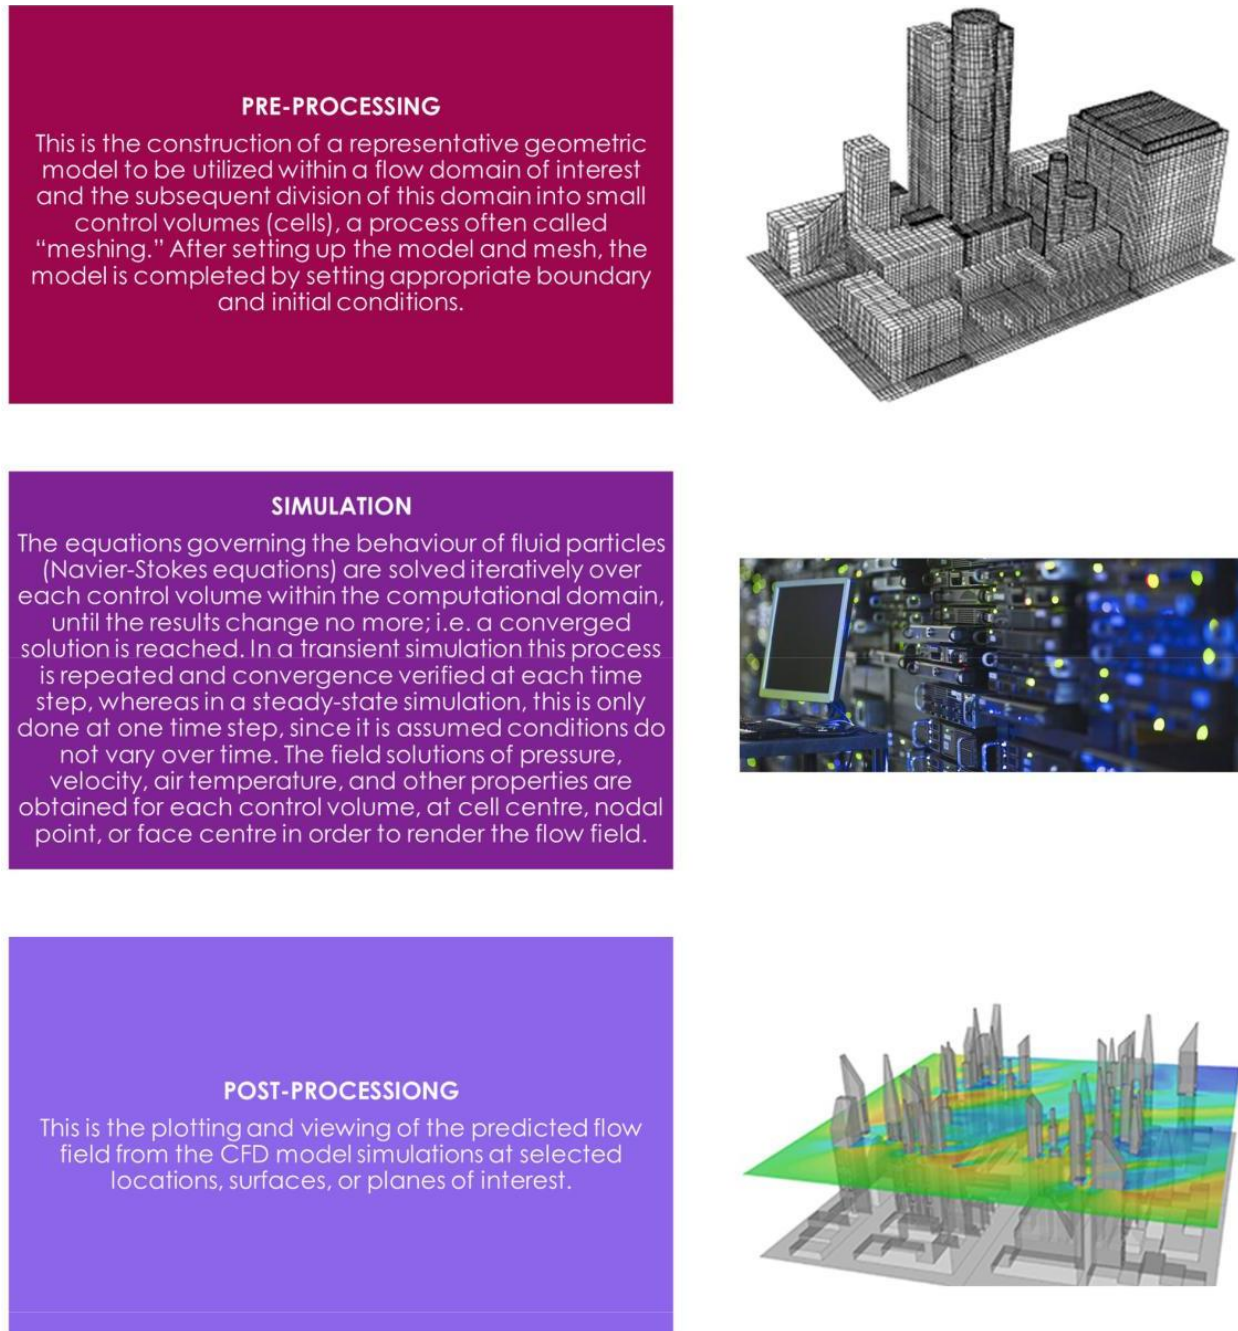 PRE-PROCESSING
This is the construction of a representative geometric
model to be utilized within a flow domain of interest
and the subsequent division of this domain into small
control volumes (cells), a process often called
“meshing.” After setting up the model and mesh, the
model is completed by setting appropriate boundary
and initial conditions.
SIMULATION
The equations governing the behaviour of fluid particles
(Navier-Stokes equations) are solved iteratively over
each control volume within the computational domain,
until the results change no more; i.e. a converged
solution is reached. In a transient simulation this process
is repeated and convergence verified at each time
step, whereas in a steady-state simulation, this is only
done at one time step, since it is assumed conditions do
not vary over time. The field solutions of pressure,
velocity, air temperature, and other properties are
obtained for each control volume, at cell centre, nodal
point, or face centre in order to render the flow field.
POST-PROCESSIONG
This is the plotting and viewing of the predicted flow
field from the CFD model simulations at selected
locations, surfaces, or planes of interest.